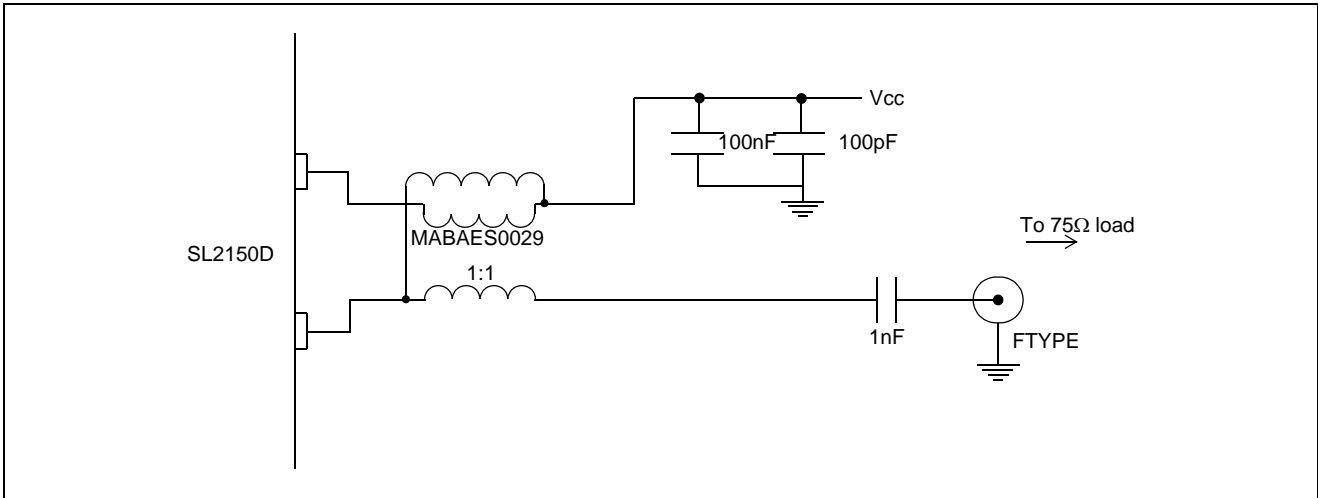 Vcc
100nF
100pF
To 75Ω load
MABAES0029
SL2150D
1:1
1nF
FTYPE